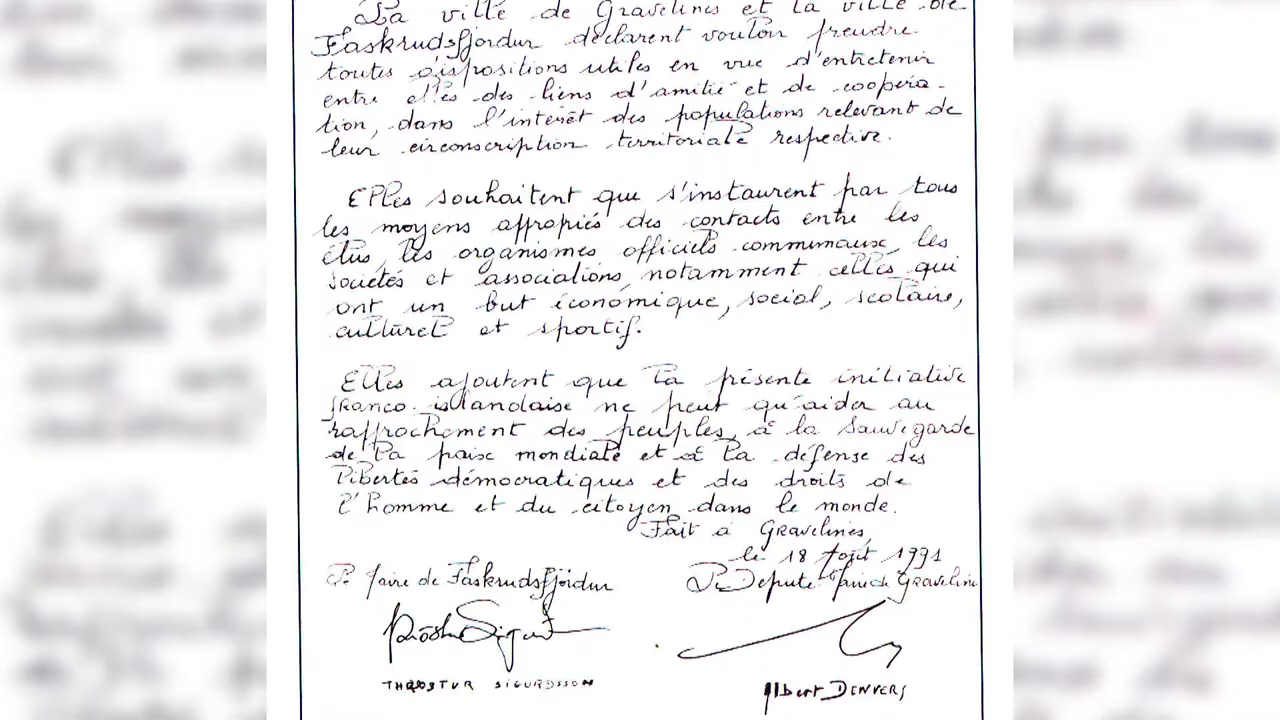 La ville de Gravelines et la ville de
Faskrudsfjordur déclarent vouloir prendre
toutes dispositions utiles en vue d'entretenir
entre elles des liens d'amitié et de coopéra-
tion, dans l'intérêt des populations relevant de
leur circonscription territoriale respective.
Elles souhaitent que s'instaurent par tous
les moyens appropiés des contacts entre les
élus, les organismes officiels communaux, les
sociétés et associations, notamment celles qui
ont un but économique, social, scolaire,
culturel et sportif.
Elles ajoutent que la présente initiative
franco-islandaise ne peut qu'aider au
rapprochement des peuples, à la sauvegarde
de la paix mondiale et à la défense des
libertés démocratiques et des droits de
l'homme et du citoyen dans le monde.
Fait à Gravelines,
le 18 Août 1991
Le Maire de Faskrudsfjördur
Le Député Maire de Gravelines
THROSTUR SIGURDSSON
Albert DENVERS